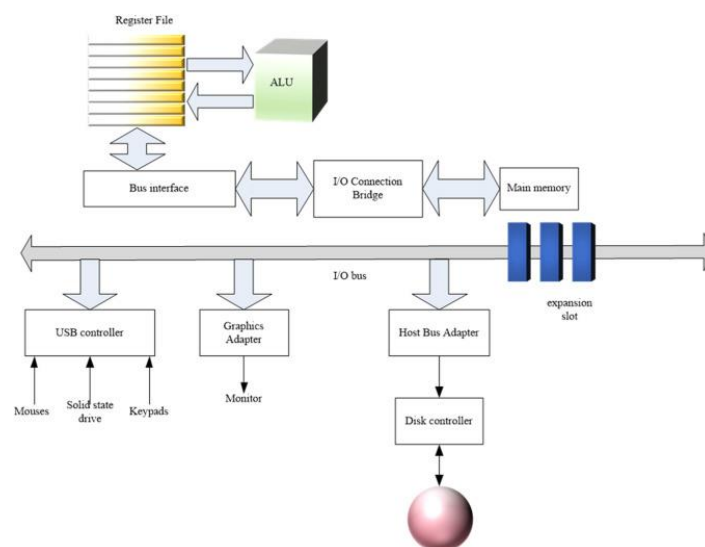 Register File
ALU
Bus interface
I/O Connection
Bridge
Main memory
I/O bus
expansion
slot
USB controller
Graphics
Adapter
Host Bus Adapter
Mouses
Solid state
drive
Keypads
Monitor
Disk controller